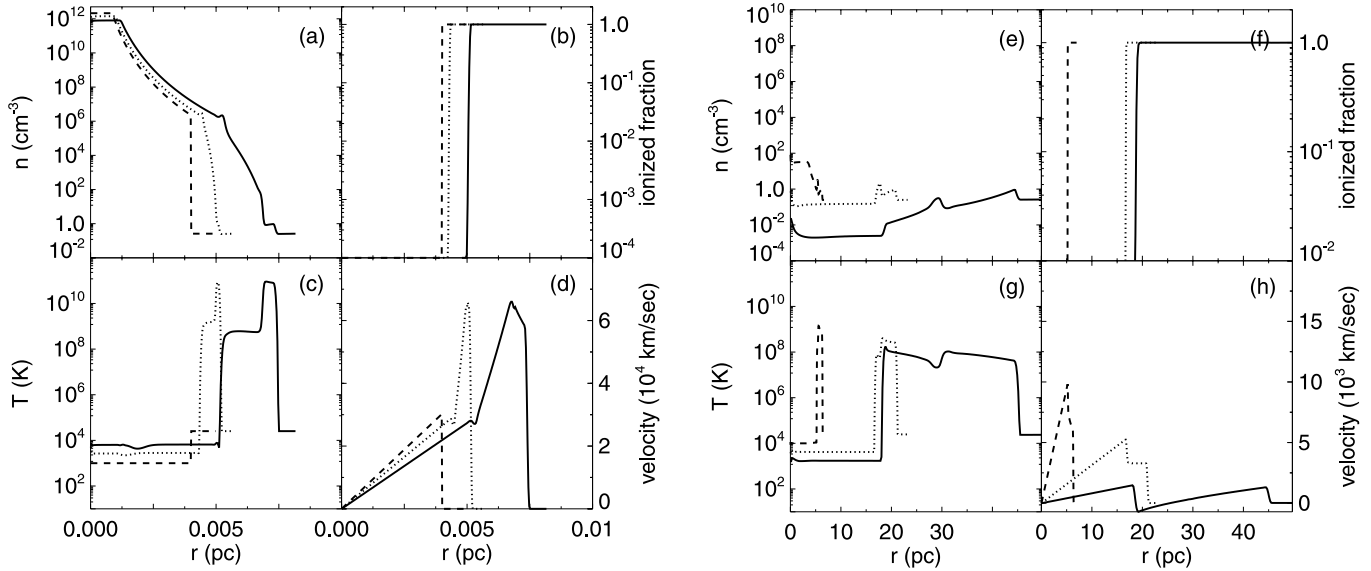 (a)
n (cm⁻³)
10¹²
10¹⁰
10⁸
10⁶
10⁴
10²
1.0
10⁻²
(b)
1.0
10⁻¹
10⁻²
10⁻³
10⁻⁴
ionized fraction
(c)
T (K)
10¹⁰
10⁸
10⁶
10⁴
10²
0.000
0.005
r (pc)
(d)
6
4
2
0
velocity (10⁴ km/sec)
0.000
0.005
0.01
r (pc)
(e)
n (cm⁻³)
10¹⁰
10⁸
10⁶
10⁴
10²
1.0
10⁻²
10⁻⁴
(f)
1.0
10⁻¹
10⁻²
ionized fraction
(g)
T (K)
10¹⁰
10⁸
10⁶
10⁴
10²
0
10
20
30
40
r (pc)
(h)
15
10
5
0
velocity (10³ km/sec)
0
10
20
30
40
r (pc)